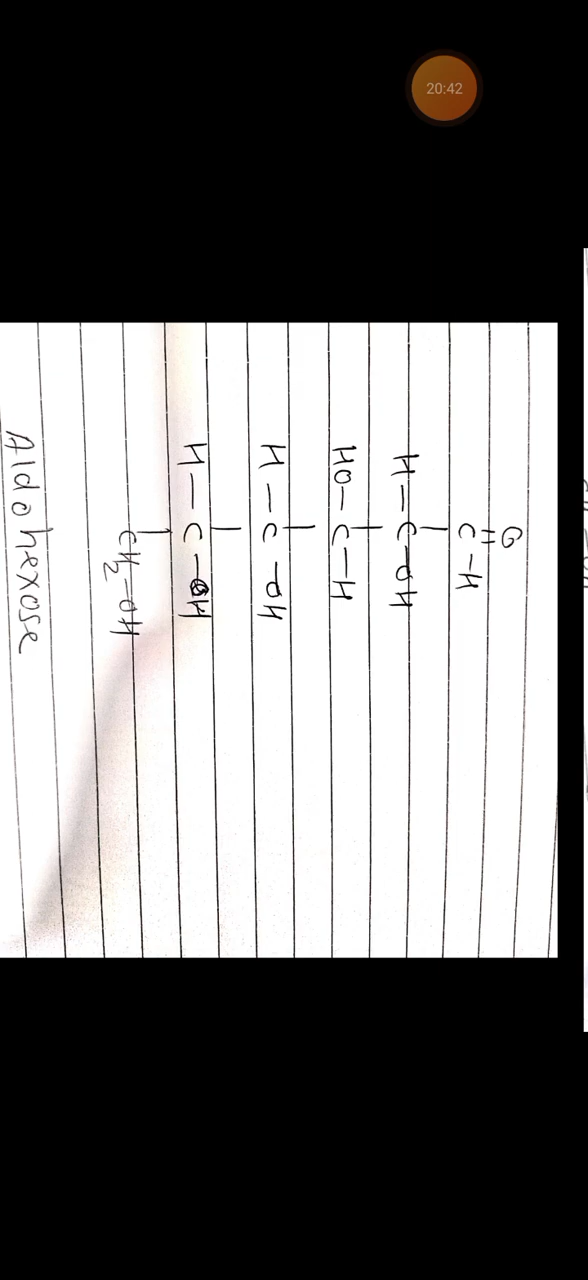 20:42
O
||
C-H
|
H-C-OH
|
HO-C-H
|
H-C-OH
|
H-C-OH
|
CH₂-OH
Aldohexose